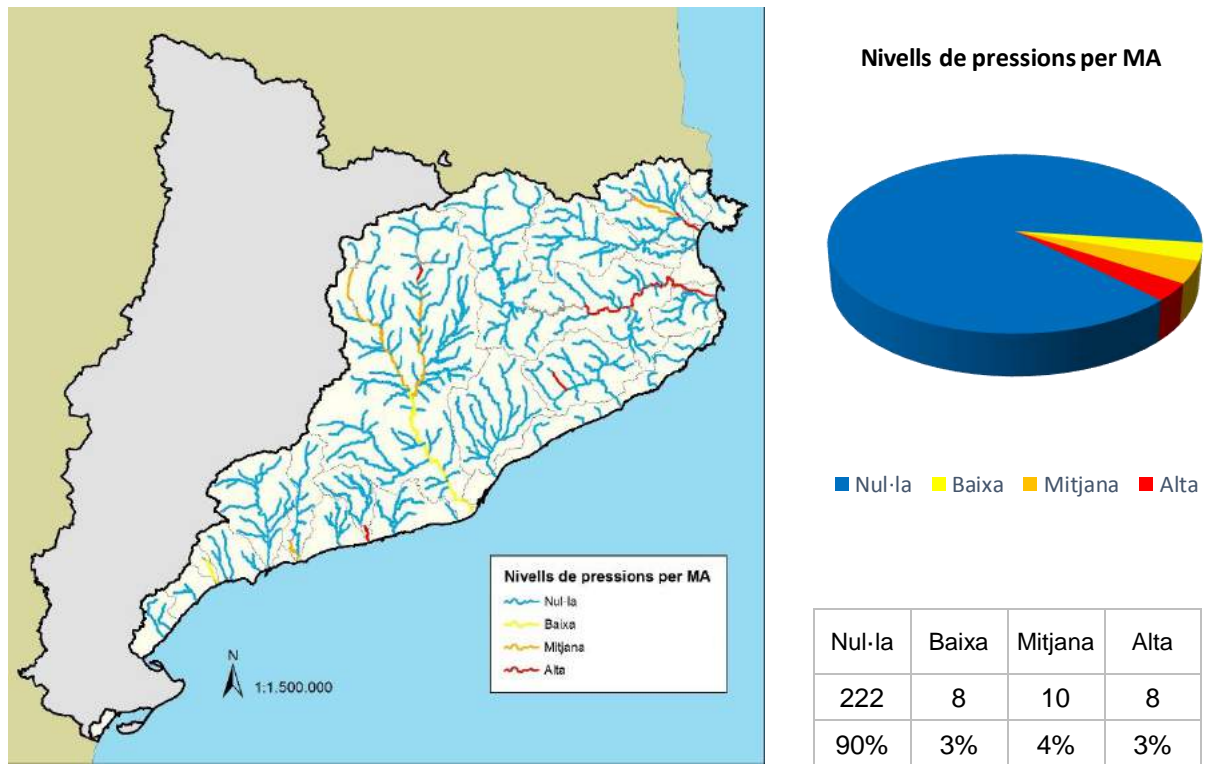 Nivells de pressions per MA
Nul·la Baixa Mitjana Alta
Nivells de pressions per MA
Nul·la
Baixa
Mitjana
Alta
N
1:1.500.000
Nul·la Baixa Mitjana Alta
222 8 10 8
90% 3% 4% 3%